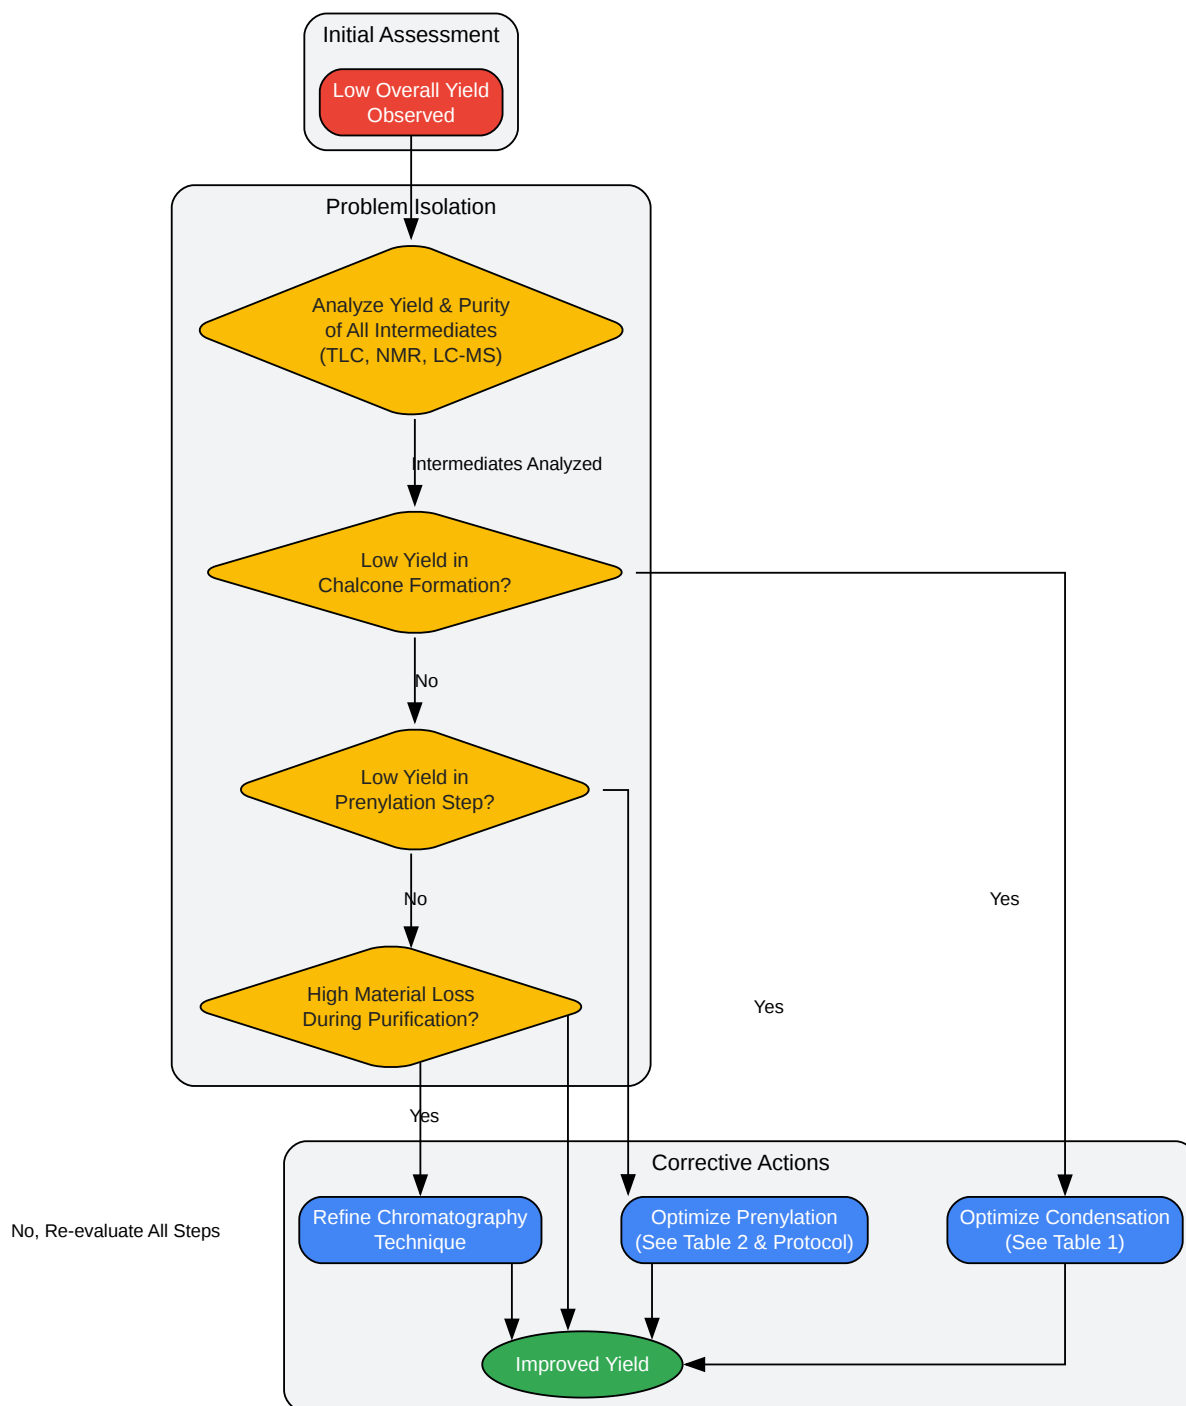 Initial Assessment
Low Overall Yield
Observed
Problem Isolation
Analyze Yield & Purity
of All Intermediates
(TLC, NMR, LC-MS)
Intermediates Analyzed
Low Yield in
Chalcone Formation?
No
Low Yield in
Prenylation Step?
No
Yes
High Material Loss
During Purification?
Yes
Yes
Corrective Actions
No, Re-evaluate All Steps
Refine Chromatography
Technique
Optimize Prenylation
(See Table 2 & Protocol)
Optimize Condensation
(See Table 1)
Improved Yield